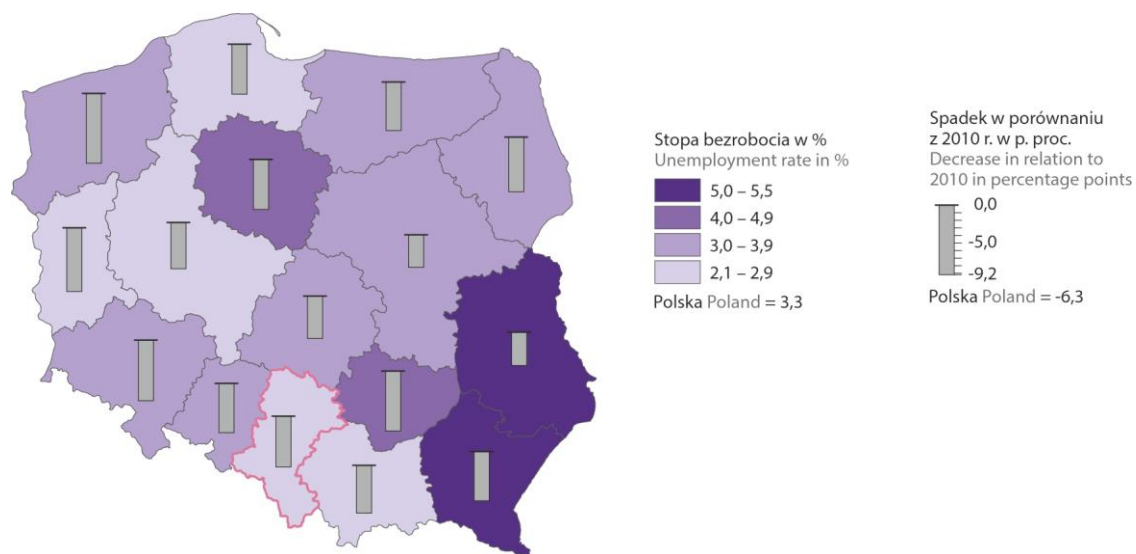 Stopa bezrobocia w %
Unemployment rate in %
5,0 – 5,5
4,0 – 4,9
3,0 – 3,9
2,1 – 2,9
Polska Poland = 3,3
Spadek w porównaniu
z 2010 r. w p. proc.
Decrease in relation to
2010 in percentage points
0,0
-5,0
-9,2
Polska Poland = -6,3